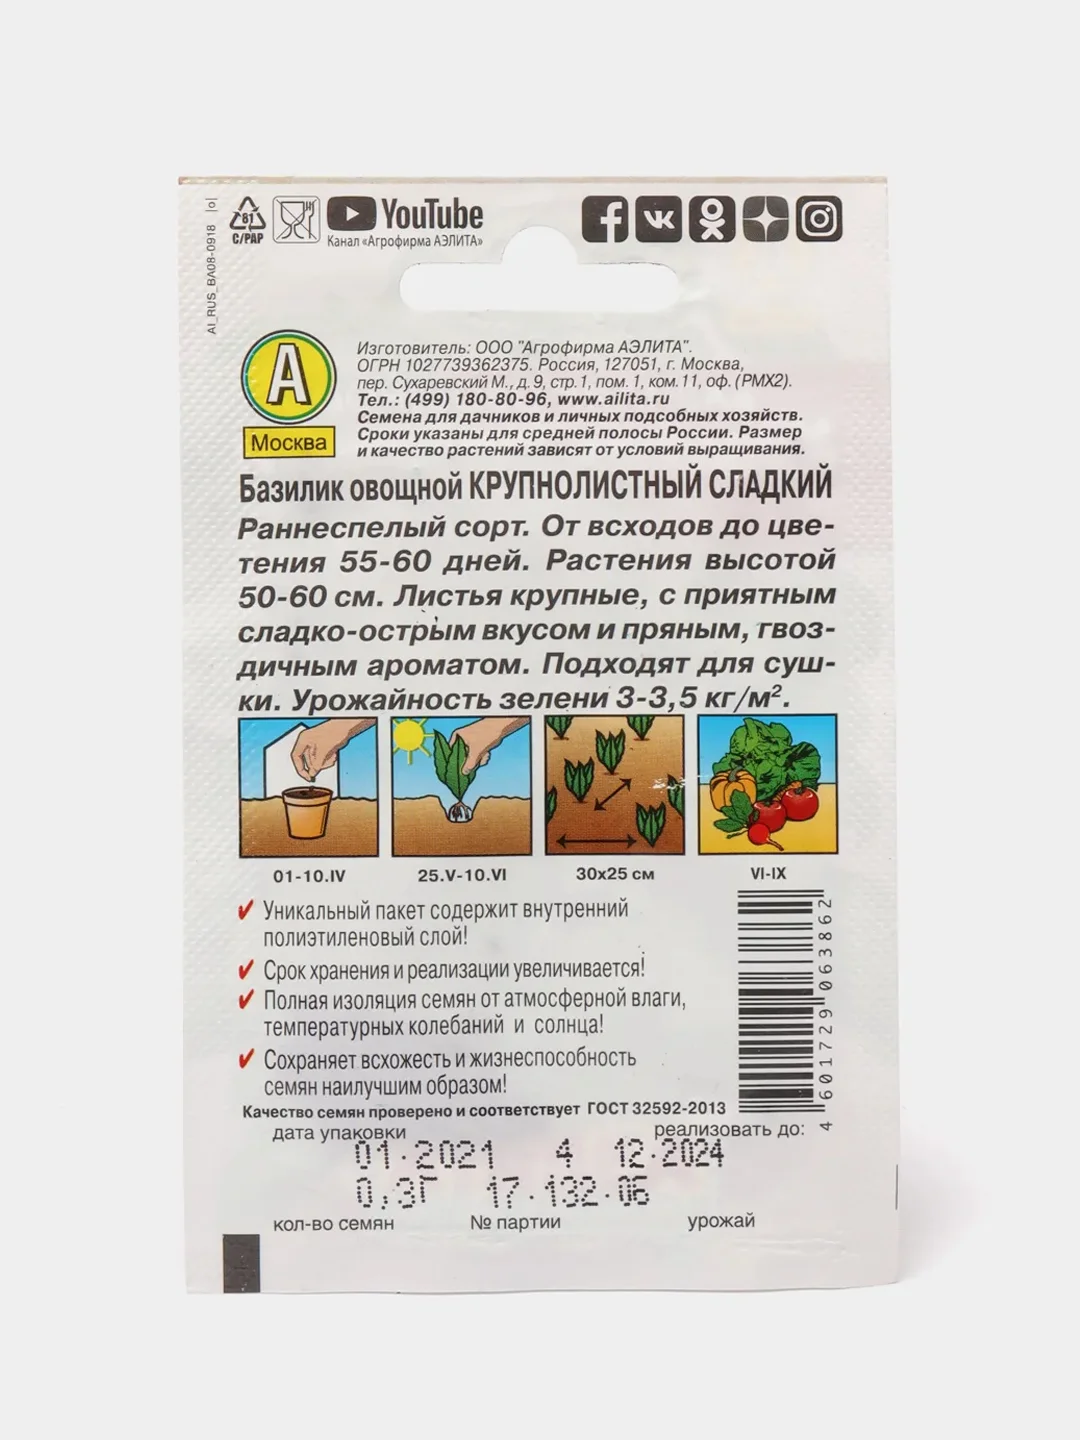 AI_RUS_BA08-0918 |o|
81
C/PAP
YouTube
Канал «Агрофирма АЭЛИТА»
А
Москва
Изготовитель: ООО "Агрофирма АЭЛИТА".
ОГРН 1027739362375. Россия, 127051, г. Москва,
пер. Сухаревский М., д. 9, стр. 1, пом. 1, ком. 11, оф. (РМХ2).
Тел.: (499) 180-80-96, www.ailita.ru
Семена для дачников и личных подсобных хозяйств.
Сроки указаны для средней полосы России. Размер
и качество растений зависят от условий выращивания.
Базилик овощной КРУПНОЛИСТНЫЙ СЛАДКИЙ
Раннеспелый сорт. От всходов до цве-
тения 55-60 дней. Растения высотой
50-60 см. Листья крупные, с приятным
сладко-острым вкусом и пряным, гвоз-
дичным ароматом. Подходят для суш-
ки. Урожайность зелени 3-3,5 кг/м².
01-10.IV 25.V-10.VI 30х25 см VI-IX
Уникальный пакет содержит внутренний
полиэтиленовый слой!
Срок хранения и реализации увеличивается!
Полная изоляция семян от атмосферной влаги,
температурных колебаний и солнца!
Сохраняет всхожесть и жизнеспособность
семян наилучшим образом!
4 601729 063862
Качество семян проверено и соответствует ГОСТ 32592-2013
дата упаковки реализовать до:
01.2021 4 12.2024
0,3Г 17.132.06
кол-во семян № партии урожай